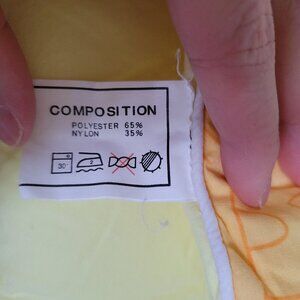 COMPOSITION
POLYESTER 65%
NYLON 35%
30°